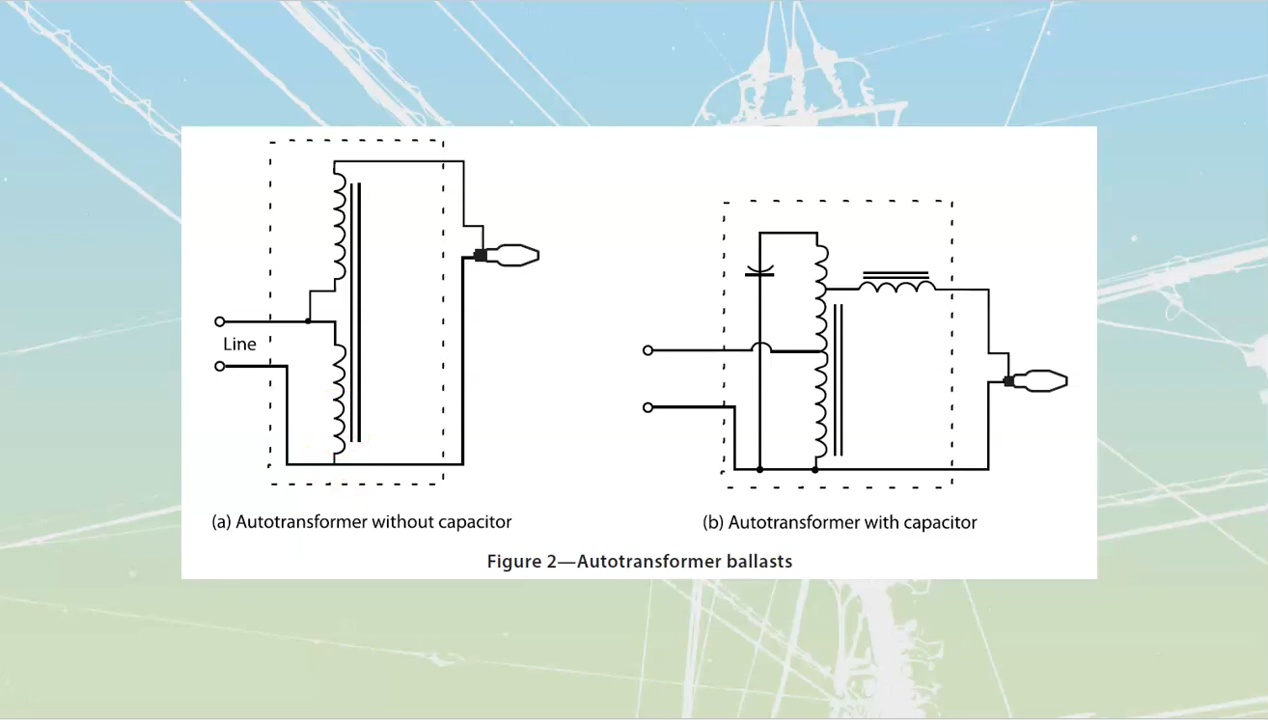 Line
(a) Autotransformer without capacitor
(b) Autotransformer with capacitor
Figure 2—Autotransformer ballasts